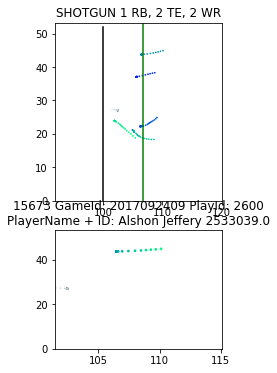 SHOTGUN 1 RB, 2 TE, 2 WR
50
40
30
20
10
0
100 110 120
15673 GameId: 2017092409 PlayId: 2600
PlayerName + ID: Alshon Jeffery 2533039.0
40
20
0
105 110 115